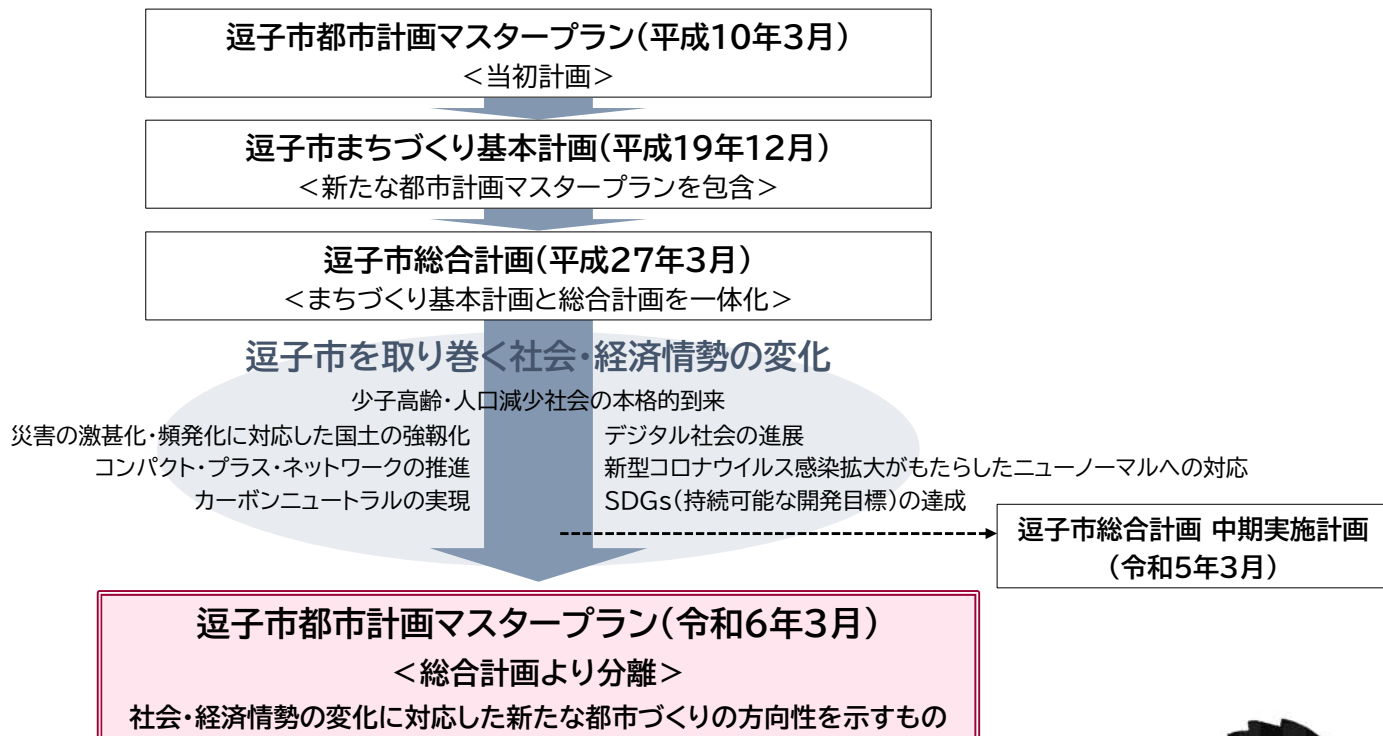 逗子市都市計画マスタープラン(平成10年3月)
<当初計画>
逗子市まちづくり基本計画(平成19年12月)
<新たな都市計画マスタープランを包含>
逗子市総合計画(平成27年3月)
<まちづくり基本計画と総合計画を一体化>
逗子市を取り巻く社会・経済情勢の変化
少子高齢・人口減少社会の本格的到来
災害の激甚化・頻発化に対応した国土の強靱化
コンパクト・プラス・ネットワークの推進
カーボンニュートラルの実現
デジタル社会の進展
新型コロナウイルス感染拡大がもたらしたニューノーマルへの対応
SDGs(持続可能な開発目標)の達成
逗子市総合計画 中期実施計画
(令和5年3月)
逗子市都市計画マスタープラン(令和6年3月)
<総合計画より分離>
社会・経済情勢の変化に対応した新たな都市づくりの方向性を示すもの